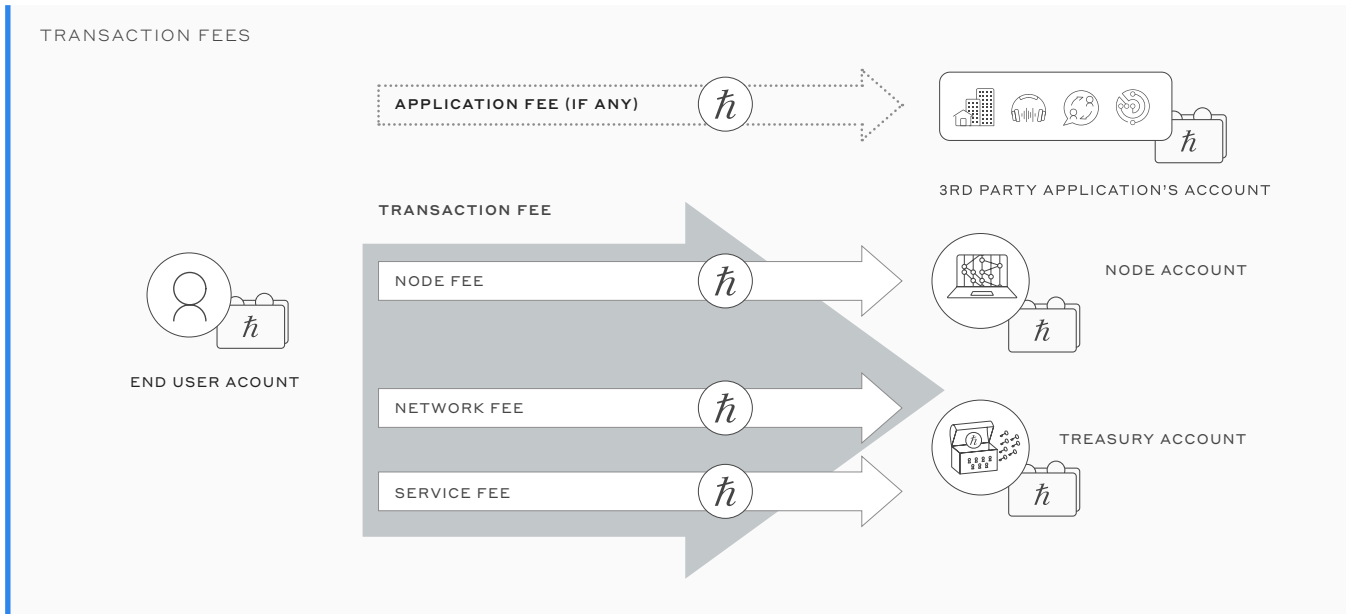 TRANSACTION FEES
APPLICATION FEE (IF ANY)
ℏ
ℏ
3RD PARTY APPLICATION'S ACCOUNT
TRANSACTION FEE
NODE FEE
ℏ
NODE ACCOUNT
ℏ
ℏ
END USER ACOUNT
NETWORK FEE
ℏ
ℏ
TREASURY ACCOUNT
SERVICE FEE
ℏ
ℏ